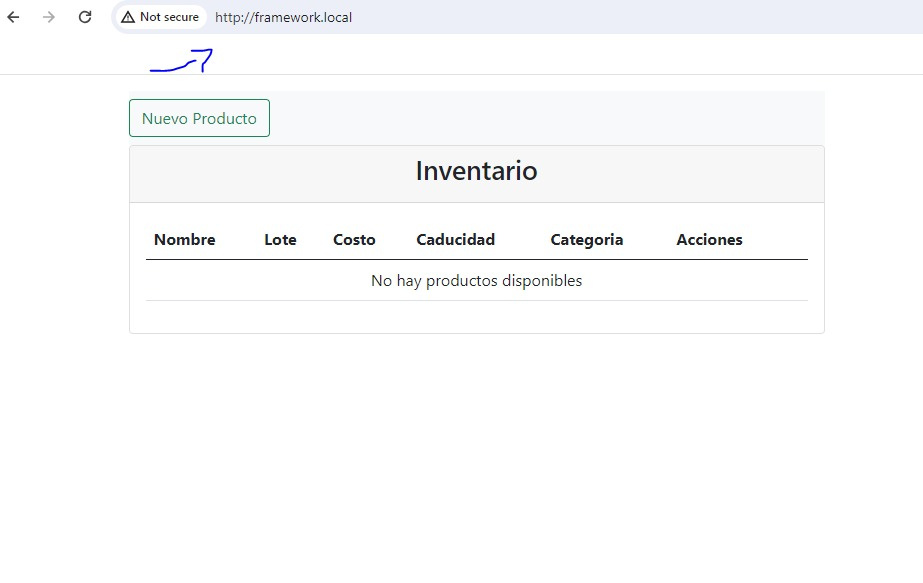 Not secure http://framework.local
Nuevo Producto
Inventario
Nombre Lote Costo Caducidad Categoria Acciones
No hay productos disponibles